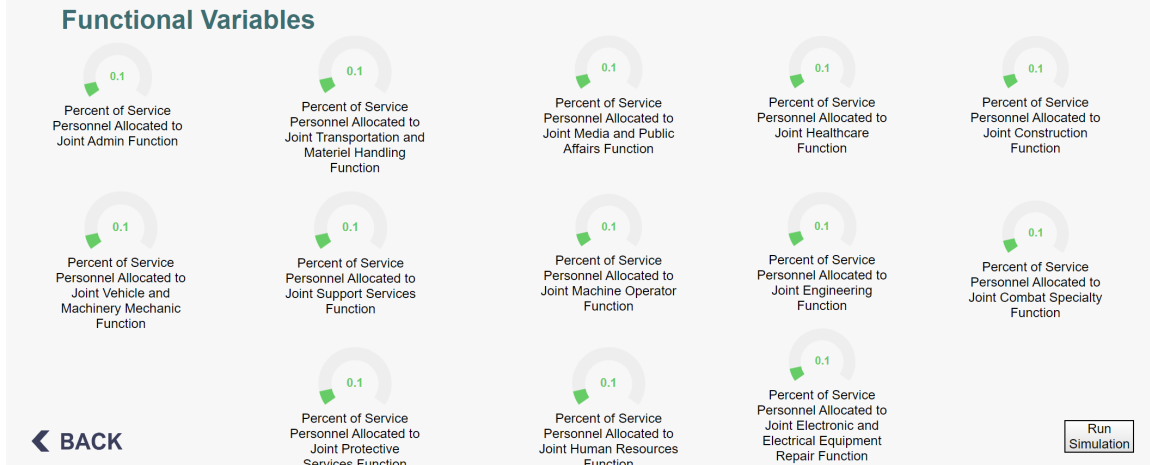 Functional Variables
0.1
Percent of Service
Personnel Allocated to
Joint Admin Function
0.1
Percent of Service
Personnel Allocated to
Joint Transportation and
Materiel Handling
Function
0.1
Percent of Service
Personnel Allocated to
Joint Media and Public
Affairs Function
0.1
Percent of Service
Personnel Allocated to
Joint Healthcare
Function
0.1
Percent of Service
Personnel Allocated to
Joint Construction
Function
0.1
Percent of Service
Personnel Allocated to
Joint Vehicle and
Machinery Mechanic
Function
0.1
Percent of Service
Personnel Allocated to
Joint Support Services
Function
0.1
Percent of Service
Personnel Allocated to
Joint Machine Operator
Function
0.1
Percent of Service
Personnel Allocated to
Joint Engineering
Function
0.1
Percent of Service
Personnel Allocated to
Joint Combat Specialty
Function
0.1
Percent of Service
Personnel Allocated to
Joint Protective
Services Function
0.1
Percent of Service
Personnel Allocated to
Joint Human Resources
Function
0.1
Percent of Service
Personnel Allocated to
Joint Electronic and
Electrical Equipment
Repair Function
BACK
Run
Simulation